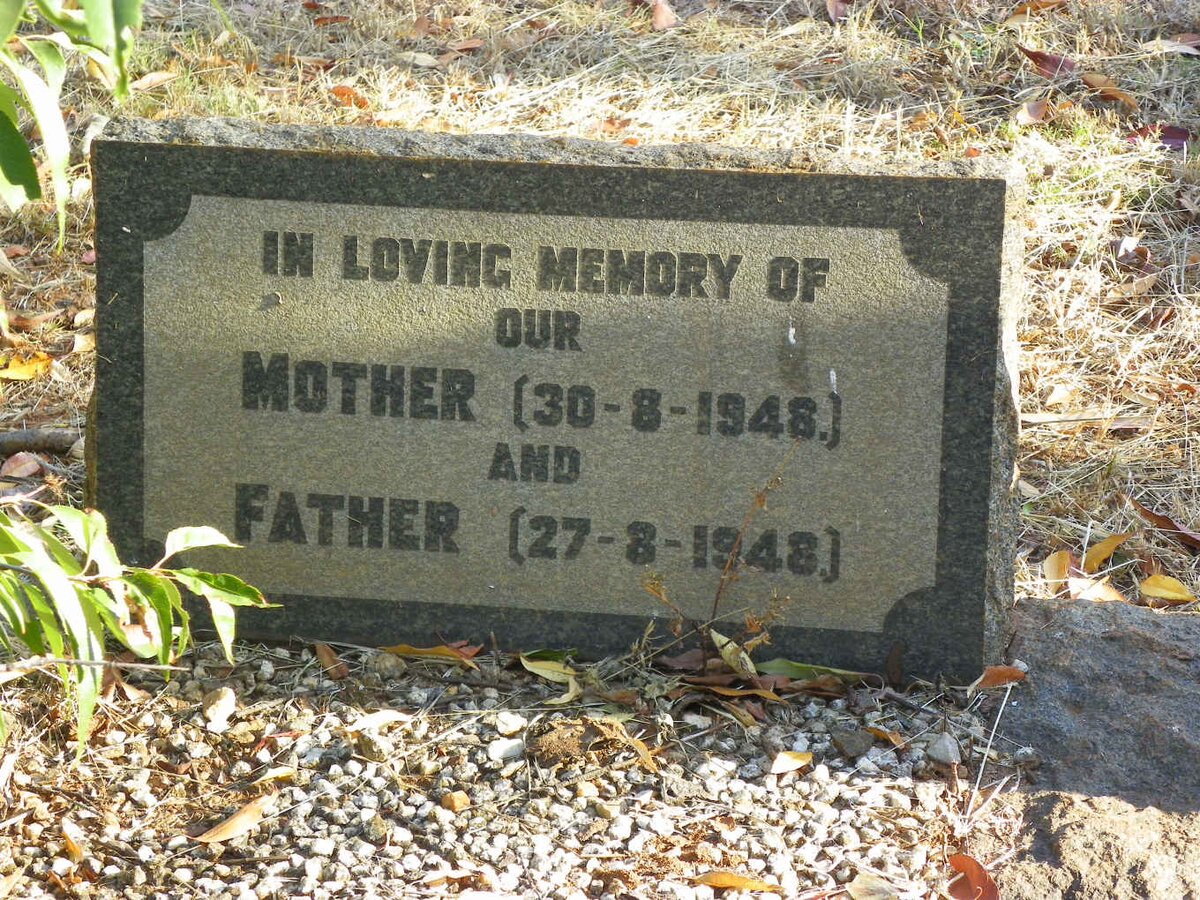 IN LOVING MEMORY OF
OUR
MOTHER (30-8-1948.)
AND
FATHER (27-8-1948.)